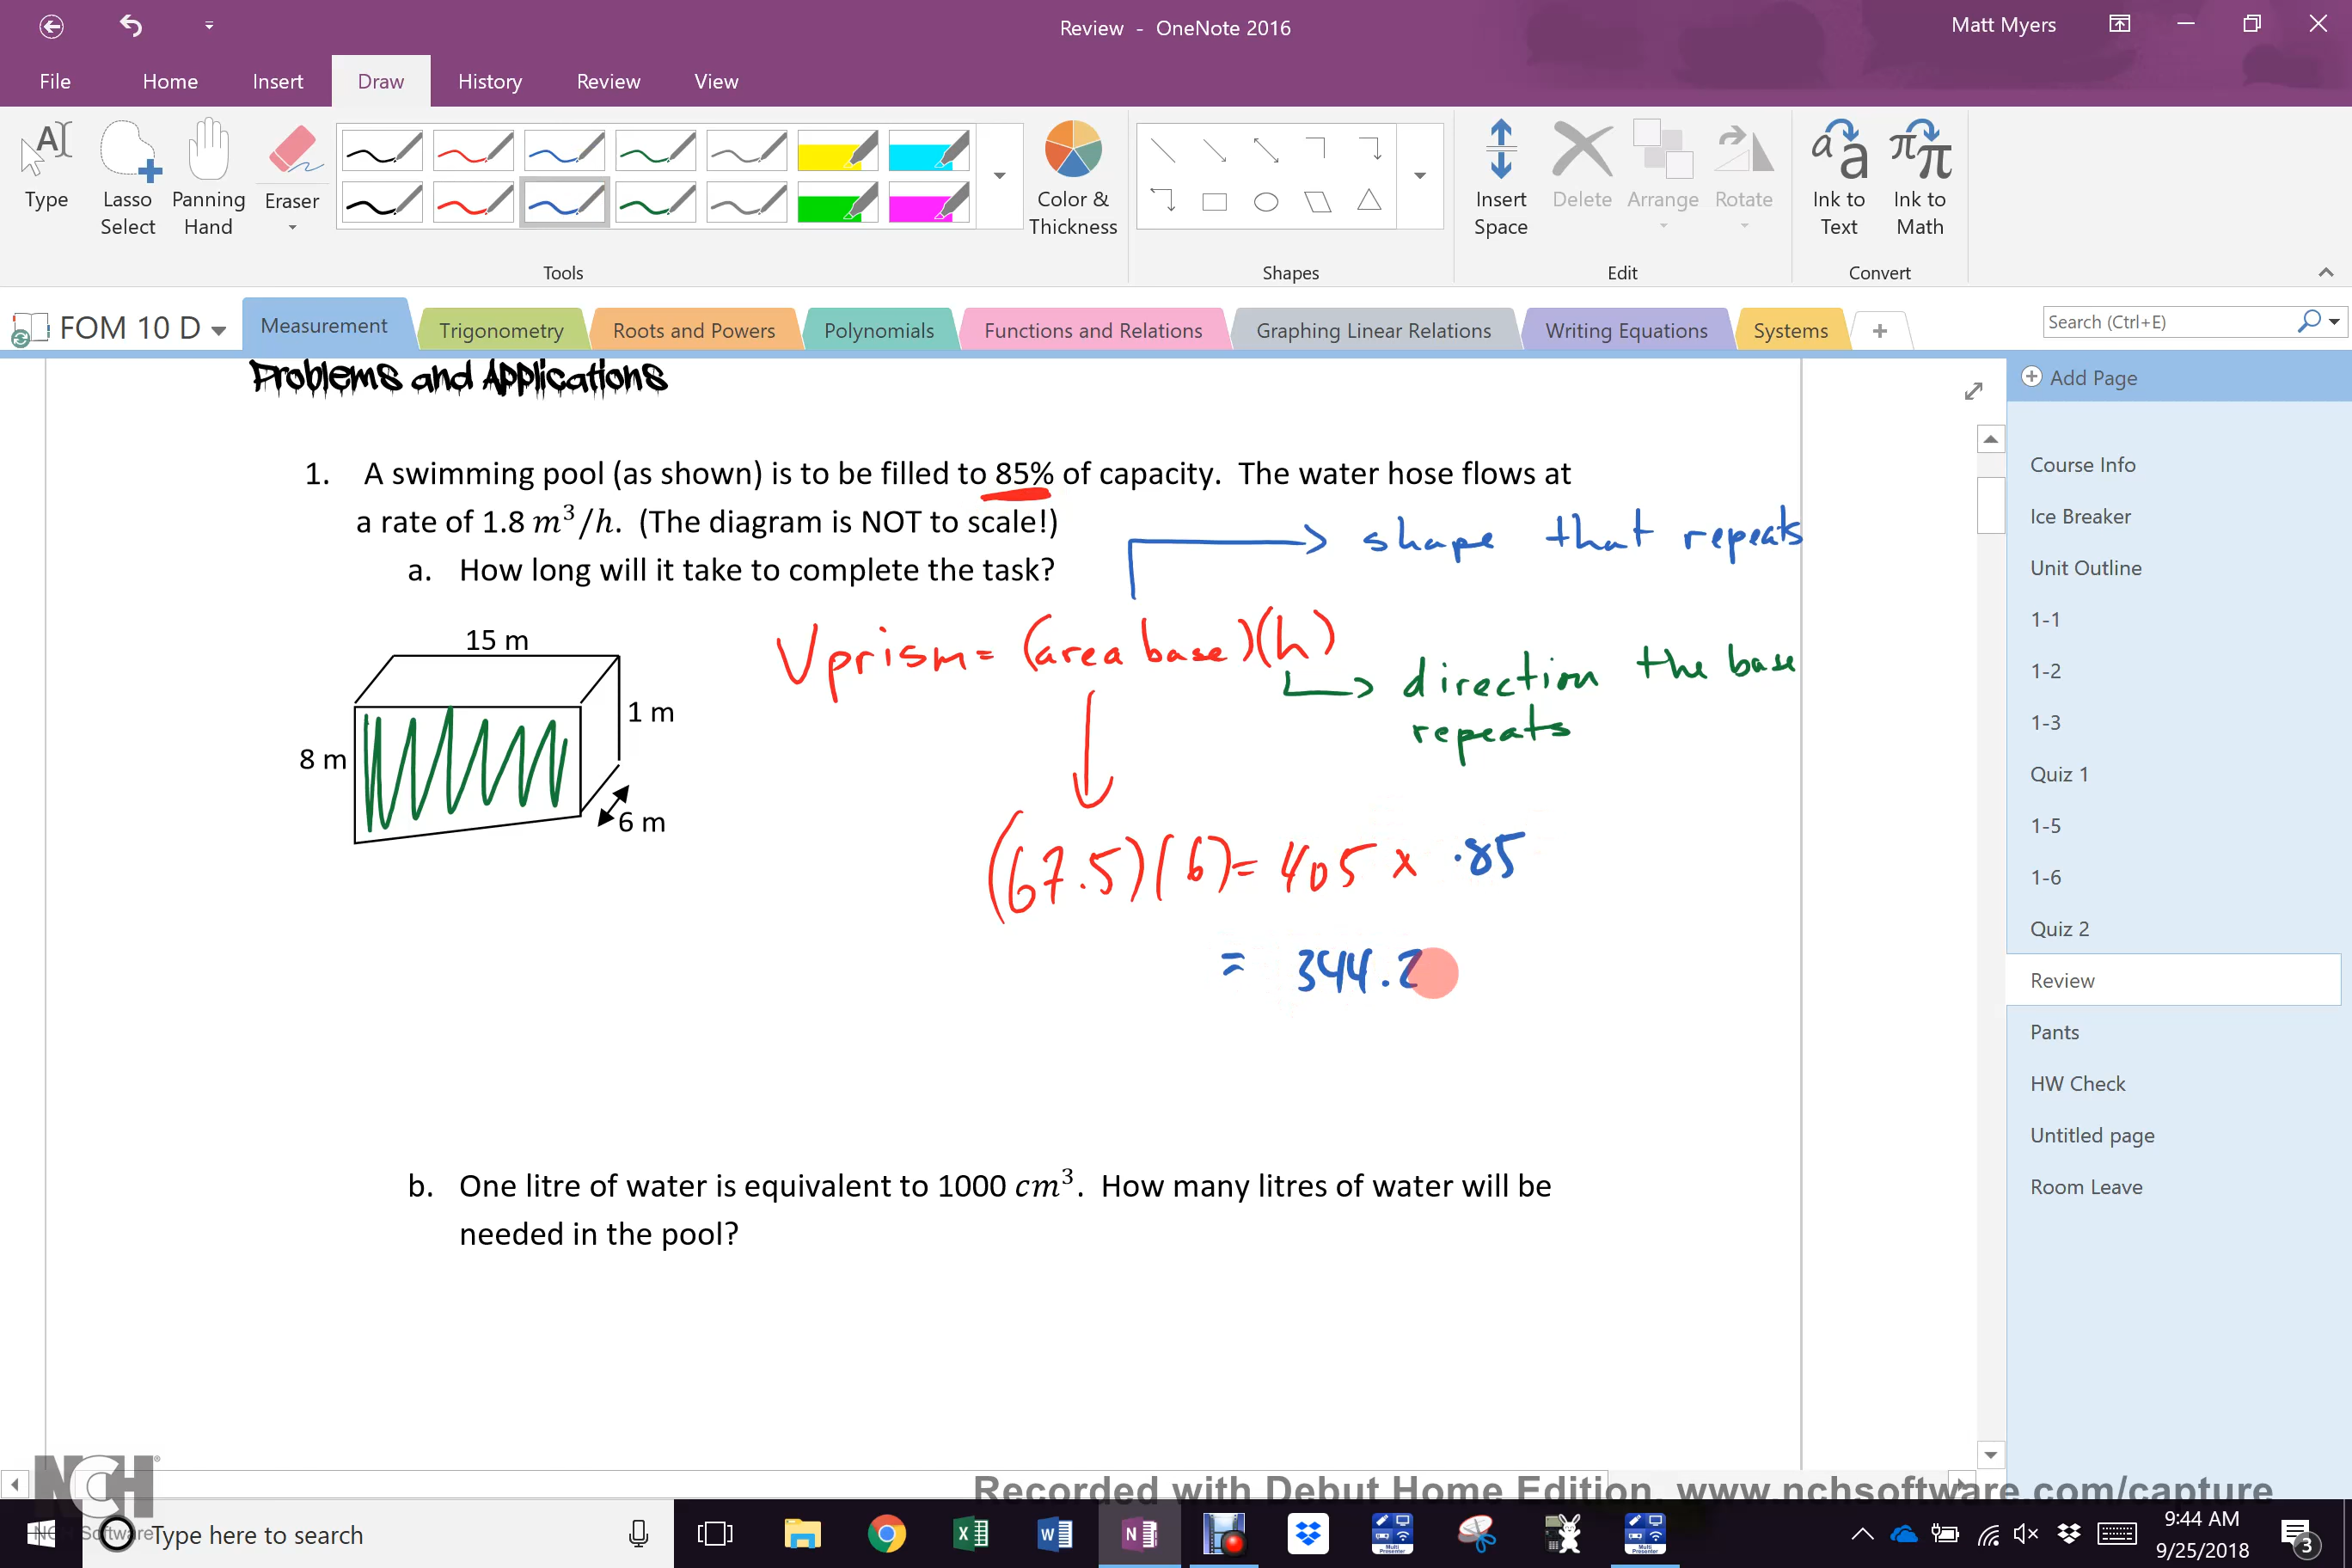 Review - OneNote 2016
Matt Myers
File Home Insert Draw History Review View
Type
Lasso Select
Panning Hand
Eraser
Color & Thickness
Insert Space
Delete
Arrange
Rotate
Ink to Text
Ink to Math
Tools
Shapes
Edit
Convert
FOM 10 D
Measurement
Trigonometry
Roots and Powers
Polynomials
Functions and Relations
Graphing Linear Relations
Writing Equations
Systems
Search (Ctrl+E)
Problems and Applications
1. A swimming pool (as shown) is to be filled to 85% of capacity. The water hose flows at
a rate of 1.8 m³/h. (The diagram is NOT to scale!)
shape that repeats
a. How long will it take to complete the task?
15 m
1 m
8 m
6 m
Vprism = (area base)(h)
direction the base
repeats
(67.5)(6) = 405 x .85
= 344.2
b. One litre of water is equivalent to 1000 cm³. How many litres of water will be
needed in the pool?
Add Page
Course Info
Ice Breaker
Unit Outline
1-1
1-2
1-3
Quiz 1
1-5
1-6
Quiz 2
Review
Pants
HW Check
Untitled page
Room Leave
NCH®
NCH Software
Recorded with Debut Home Edition. www.nchsoftware.com/capture
Type here to search
9:44 AM
9/25/2018
3